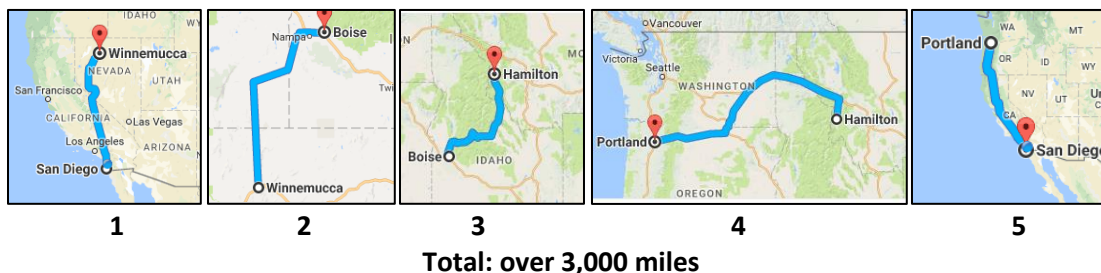 IDAHO
Winnemucca
NEVADA
UTAH
San Francisco
CALIFORNIA
Las Vegas
Los Angeles
ARIZONA
San Diego
Nampa
Boise
Winnemucca
Hamilton
Boise
IDAHO
Vancouver
Victoria
Seattle
WASHINGTON
Hamilton
Portland
OREGON
WA
MT
Portland
OR
ID
WY
NV
UT
CA
AZ
San Diego
1
2
3
4
5
Total: over 3,000 miles